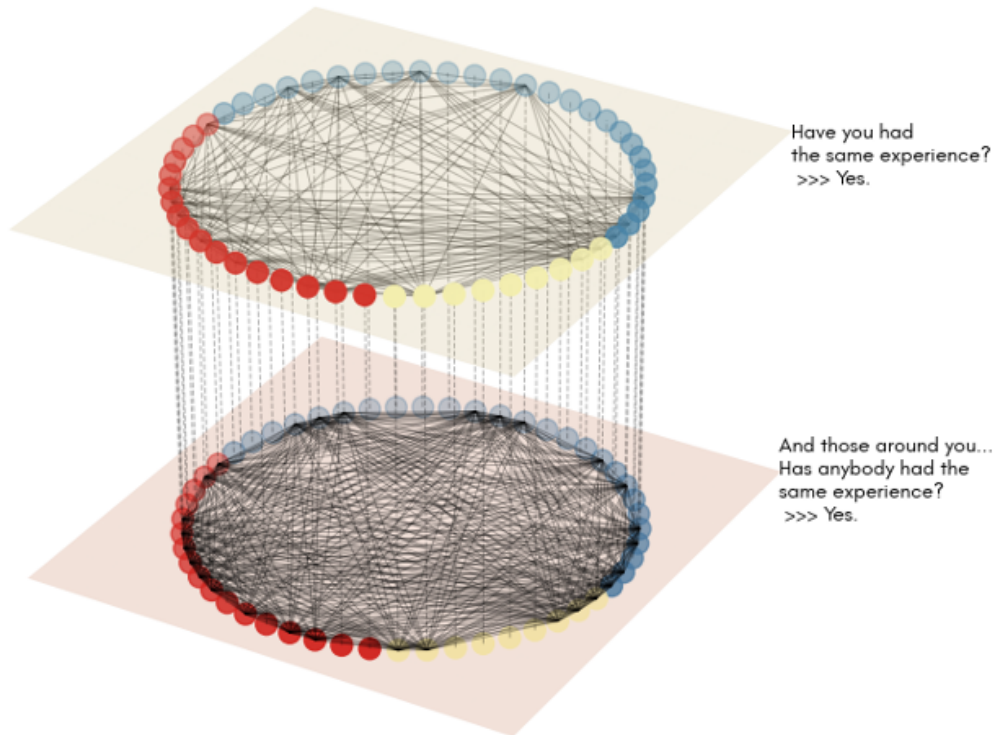 Have you had
the same experience?
>>> Yes.
And those around you...
Has anybody had the
same experience?
>>> Yes.